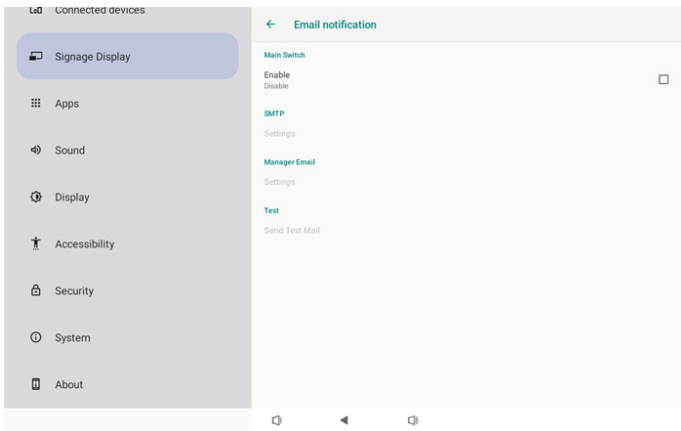 Connected devices
Signage Display
Apps
Sound
Display
Accessibility
Security
System
About
Email notification
Main Switch
Enable
Disable
SMTP
Settings
Manager Email
Settings
Test
Send Test Mail